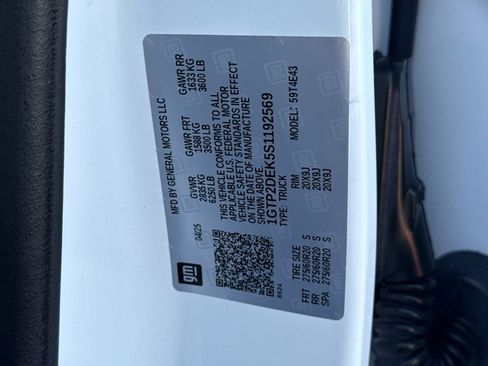 MFD BY GENERAL MOTORS LLC
04/25 GVWR GAWR FRT GAWR RR
2835 KG 1588 KG 1633 KG
6250 LB 3500 LB 3600 LB
THIS VEHICLE CONFORMS TO ALL
APPLICABLE U.S. FEDERAL MOTOR
VEHICLE SAFETY STANDARDS IN EFFECT
ON THE DATE OF MANUFACTURE
SHOWN ABOVE.
1GTP2DEK5S1192569
TYPE: TRUCK MODEL: 59T4E43
TIRE SIZE RIM
FRT 275/60R20 S 20X9J
RR 275/60R20 S 20X9J
SPA 275/60R20 S 20X9J
gm